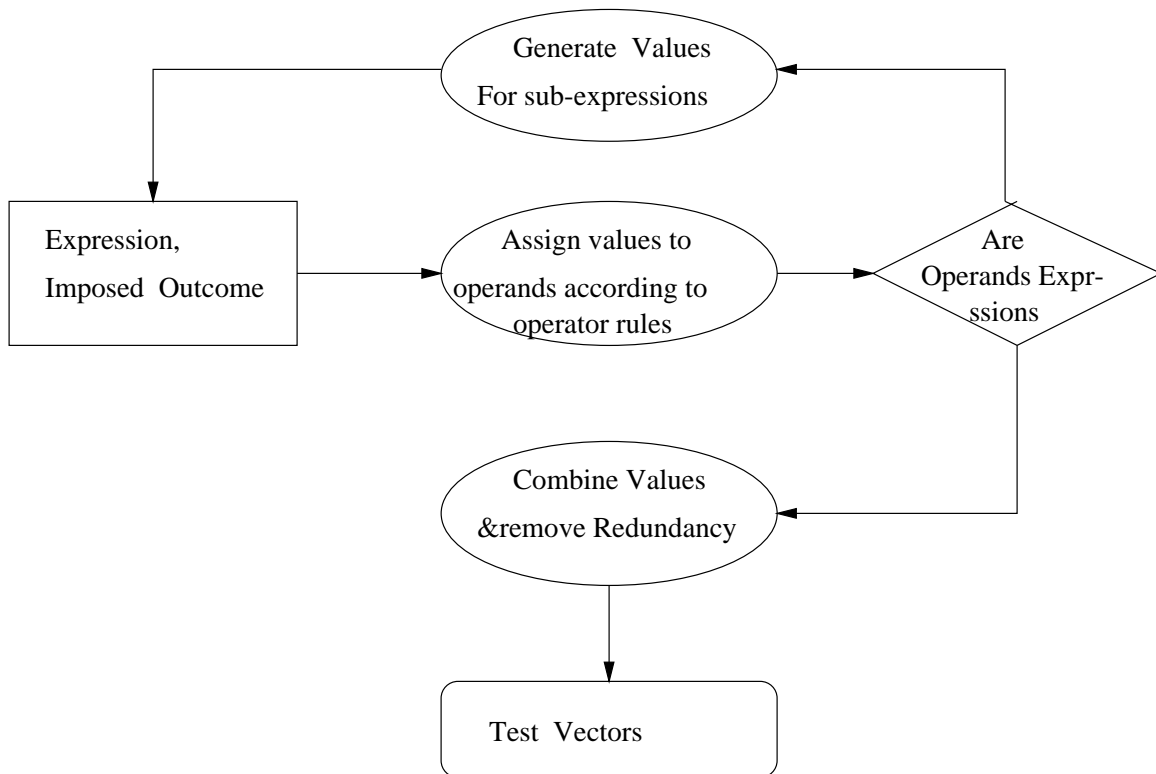 Generate Values
For sub-expressions
Expression,
Imposed Outcome
Assign values to
operands according to
operator rules
Are
Operands Expr-
ssions
Combine Values
&remove Redundancy
Test Vectors